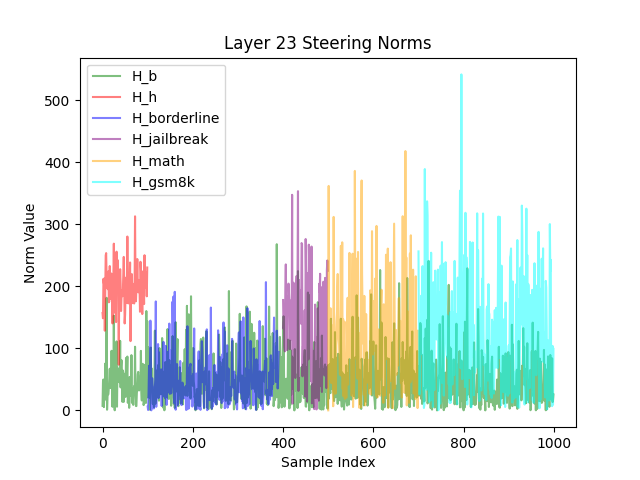 Layer 23 Steering Norms
H_b
H_h
H_borderline
H_jailbreak
H_math
H_gsm8k
500
400
300
200
100
0
Norm Value
0
200
400
600
800
1000
Sample Index